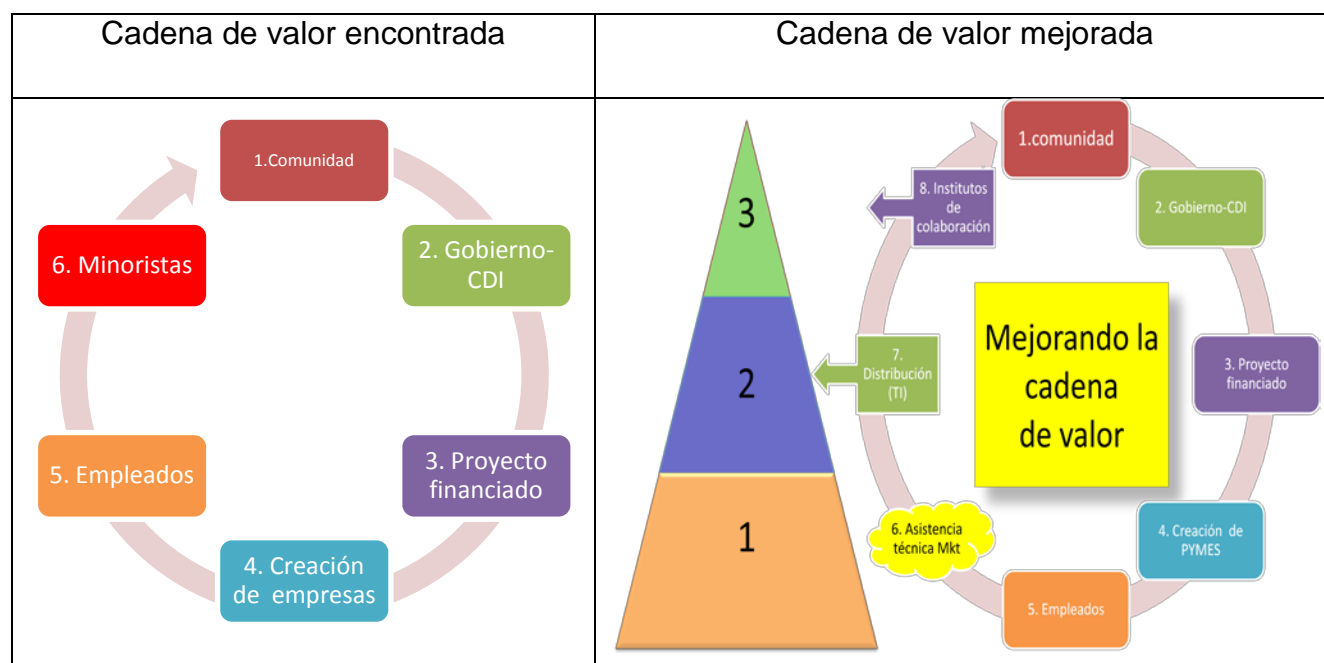 Cadena de valor encontrada
Cadena de valor mejorada
1.Comunidad
2. Gobierno-
CDI
3. Proyecto
financiado
4. Creación
de empresas
5. Empleados
6. Minoristas
3
2
1
1.comunidad
2. Gobierno-CDI
3. Proyecto
financiado
4. Creación de
PYMES
5. Empleados
6. Asistencia
técnica Mkt
7.
Distribución
(TI)
8. Institutos
de
colaboración
Mejorando la
cadena
de valor